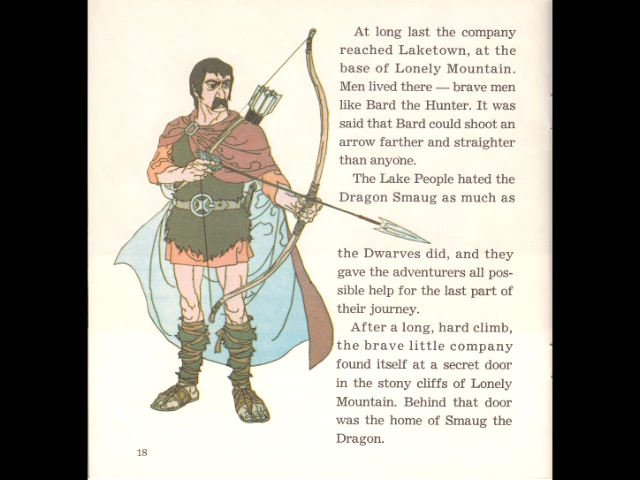 At long last the company
reached Laketown, at the
base of Lonely Mountain.
Men lived there — brave men
like Bard the Hunter. It was
said that Bard could shoot an
arrow farther and straighter
than anyone.
The Lake People hated the
Dragon Smaug as much as
the Dwarves did, and they
gave the adventurers all pos-
sible help for the last part of
their journey.
After a long, hard climb,
the brave little company
found itself at a secret door
in the stony cliffs of Lonely
Mountain. Behind that door
was the home of Smaug the
Dragon.
18